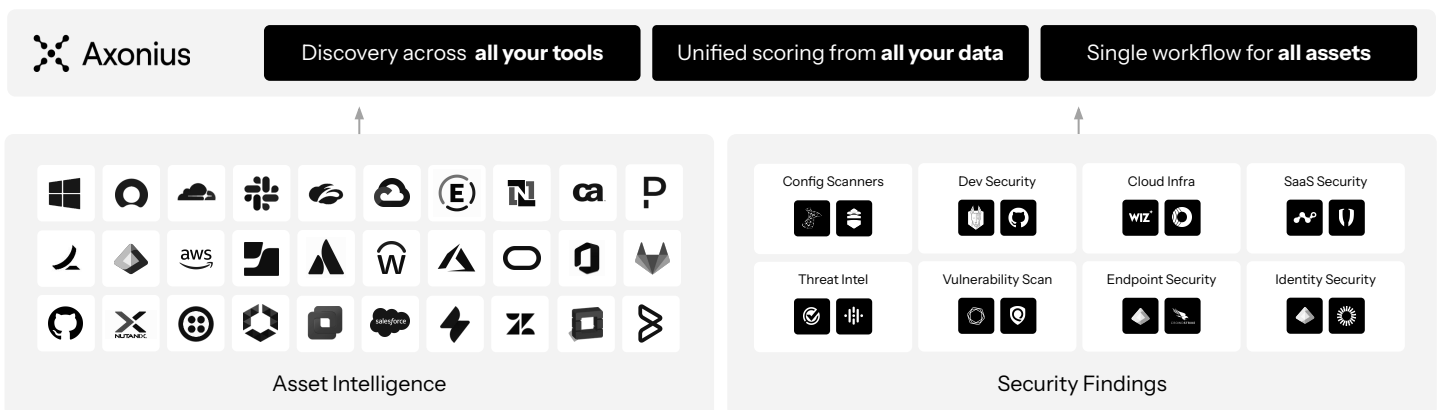 Axonius
Discovery across all your tools
Unified scoring from all your data
Single workflow for all assets
E
N
ca
P
aws
W
NUTANIX
salesforce
Asset Intelligence
Config Scanners
Dev Security
Cloud Infra
SaaS Security
WIZ
Threat Intel
Vulnerability Scan
Endpoint Security
Identity Security
CROWDSTRIKE
Security Findings